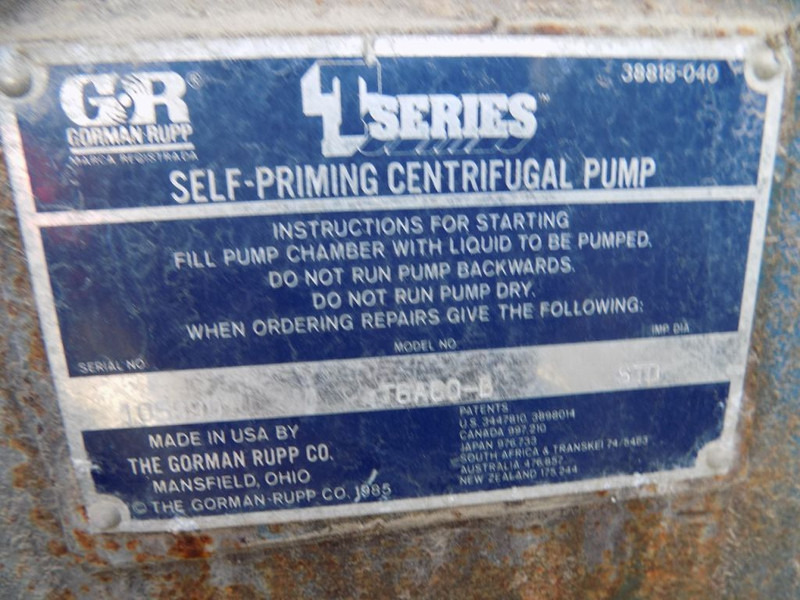 G·R®
GORMAN-RUPP
MARCA REGISTRADA
T SERIES™
38818-040
SELF-PRIMING CENTRIFUGAL PUMP
INSTRUCTIONS FOR STARTING
FILL PUMP CHAMBER WITH LIQUID TO BE PUMPED.
DO NOT RUN PUMP BACKWARDS.
DO NOT RUN PUMP DRY.
WHEN ORDERING REPAIRS GIVE THE FOLLOWING:
SERIAL NO. MODEL NO. IMP. DIA.
STD
MADE IN USA BY
THE GORMAN RUPP CO.
MANSFIELD, OHIO
© THE GORMAN-RUPP CO. 1985
PATENTS
U.S. 3447810, 3898014
CANADA 997,210
JAPAN 976,733
SOUTH AFRICA & TRANSKEI 74/5483
AUSTRALIA 476,857
NEW ZEALAND 175,244